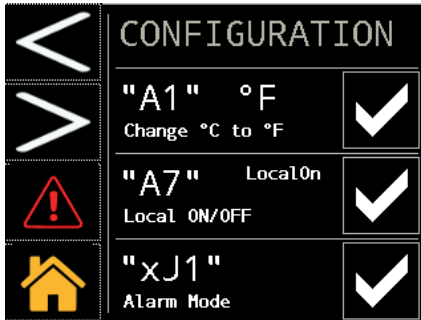 CONFIGURATION
"A1" °F
Change °C to °F
"A7" LocalOn
Local ON/OFF
"xJ1"
Alarm Mode